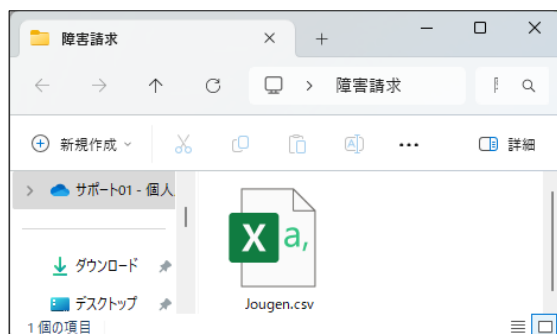 障害請求
障害請求
新規作成
詳細
サポート01 - 個人
ダウンロード
a,
X
デスクトップ
Jougen.csv
1 個の項目